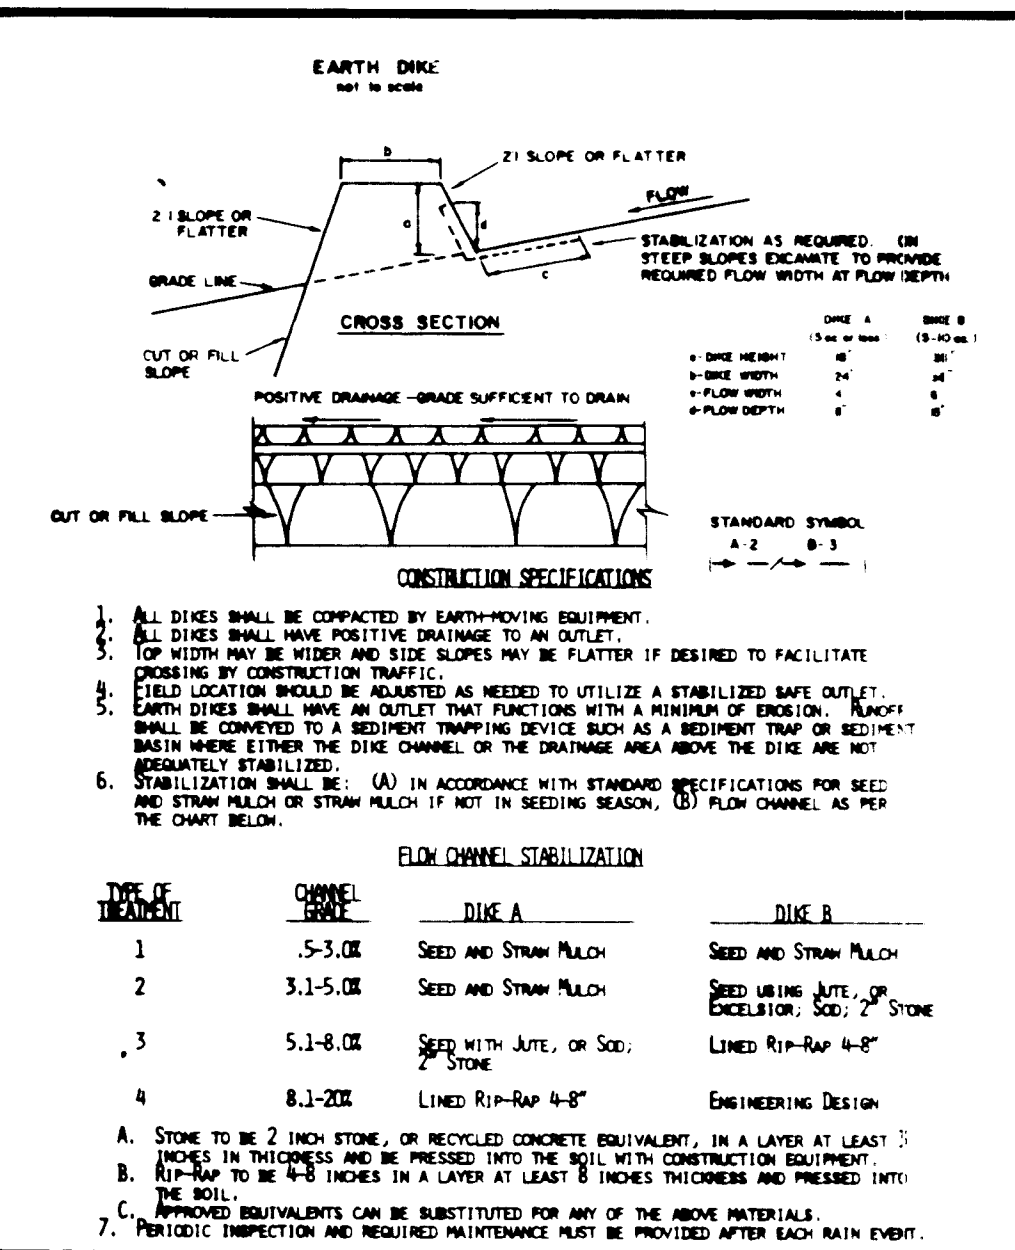 EARTH DIKE
not to scale
b
2:1 SLOPE OR FLATTER
FLOW
2:1 SLOPE OR
FLATTER
a
d
STABILIZATION AS REQUIRED. (IN
STEEP SLOPES EXCAVATE TO PROVIDE
REQUIRED FLOW WIDTH AT FLOW DEPTH
c
GRADE LINE
CROSS SECTION
CUT OR FILL
SLOPE
DIKE A
DIKE B
(5 ac. or less)
(5-10 ac.)
a-DIKE HEIGHT 18"
b-DIKE WIDTH 24"
c-FLOW WIDTH 4
d-FLOW DEPTH 8"
POSITIVE DRAINAGE - GRADE SUFFICIENT TO DRAIN
CUT OR FILL SLOPE
STANDARD SYMBOL
A-2 B-3
CONSTRUCTION SPECIFICATIONS
1. ALL DIKES SHALL BE COMPACTED BY EARTH-MOVING EQUIPMENT.
2. ALL DIKES SHALL HAVE POSITIVE DRAINAGE TO AN OUTLET.
3. TOP WIDTH MAY BE WIDER AND SIDE SLOPES MAY BE FLATTER IF DESIRED TO FACILITATE
CROSSING BY CONSTRUCTION TRAFFIC.
4. FIELD LOCATION SHOULD BE ADJUSTED AS NEEDED TO UTILIZE A STABILIZED SAFE OUTLET.
5. EARTH DIKES SHALL HAVE AN OUTLET THAT FUNCTIONS WITH A MINIMUM OF EROSION. RUNOFF
SHALL BE CONVEYED TO A SEDIMENT TRAPPING DEVICE SUCH AS A SEDIMENT TRAP OR SEDIMENT
BASIN WHERE EITHER THE DIKE CHANNEL OR THE DRAINAGE AREA ABOVE THE DIKE ARE NOT
ADEQUATELY STABILIZED.
6. STABILIZATION SHALL BE: (A) IN ACCORDANCE WITH STANDARD SPECIFICATIONS FOR SEED
AND STRAW MULCH OR STRAW MULCH IF NOT IN SEEDING SEASON, (B) FLOW CHANNEL AS PER
THE CHART BELOW.
FLOW CHANNEL STABILIZATION
TYPE OF TREATMENT CHANNEL GRADE DIKE A DIKE B
1 .5-3.0% SEED AND STRAW MULCH SEED AND STRAW MULCH
2 3.1-5.0% SEED AND STRAW MULCH SEED USING JUTE, OR
EXCELSIOR; SOD; 2" STONE
3 5.1-8.0% SEED WITH JUTE, OR SOD; LINED RIP-RAP 4-8"
2" STONE
4 8.1-20% LINED RIP-RAP 4-8" ENGINEERING DESIGN
A. STONE TO BE 2 INCH STONE, OR RECYCLED CONCRETE EQUIVALENT, IN A LAYER AT LEAST
INCHES IN THICKNESS AND BE PRESSED INTO THE SOIL WITH CONSTRUCTION EQUIPMENT.
B. RIP-RAP TO BE 4-8 INCHES IN A LAYER AT LEAST 8 INCHES THICKNESS AND PRESSED INTO
THE SOIL.
C. APPROVED EQUIVALENTS CAN BE SUBSTITUTED FOR ANY OF THE ABOVE MATERIALS.
7. PERIODIC INSPECTION AND REQUIRED MAINTENANCE MUST BE PROVIDED AFTER EACH RAIN EVENT.